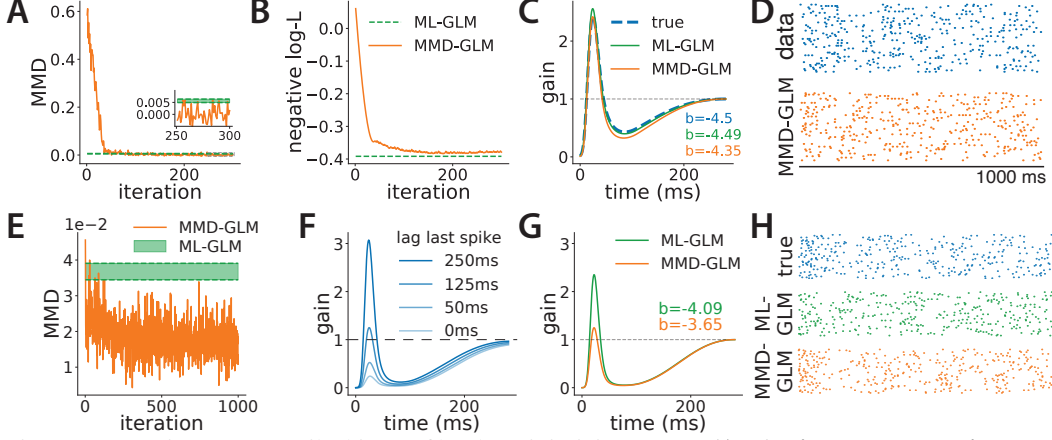 A
MMD
0.6
0.4
0.2
0.0
0.005
0.000
250
300
0
200
iteration
B
negative log-L
0.0
−0.1
−0.2
−0.3
−0.4
ML-GLM
MMD-GLM
0
200
iteration
C
gain
2
1
0
true
ML-GLM
MMD-GLM
b=-4.5
b=-4.49
b=-4.35
0
200
time (ms)
D
data
MMD-GLM
1000 ms
E
1e−2
MMD
4
3
2
1
MMD-GLM
ML-GLM
0
500
1000
iteration
F
gain
3
2
1
0
lag last spike
250ms
125ms
50ms
0ms
0
200
time (ms)
G
gain
3
2
1
0
ML-GLM
MMD-GLM
b=-4.09
b=-3.65
0
200
time (ms)
H
true
ML-
GLM
MMD-
GLM